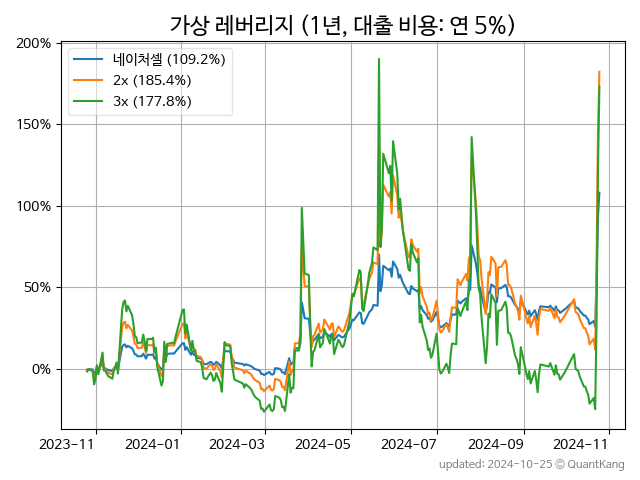 가상 레버리지 (1년, 대출 비용: 연 5%)
네이처셀 (109.2%)
2x (185.4%)
3x (177.8%)
200%
150%
100%
50%
0%
2023-11 2024-01 2024-03 2024-05 2024-07 2024-09 2024-11
updated: 2024-10-25 © QuantKang